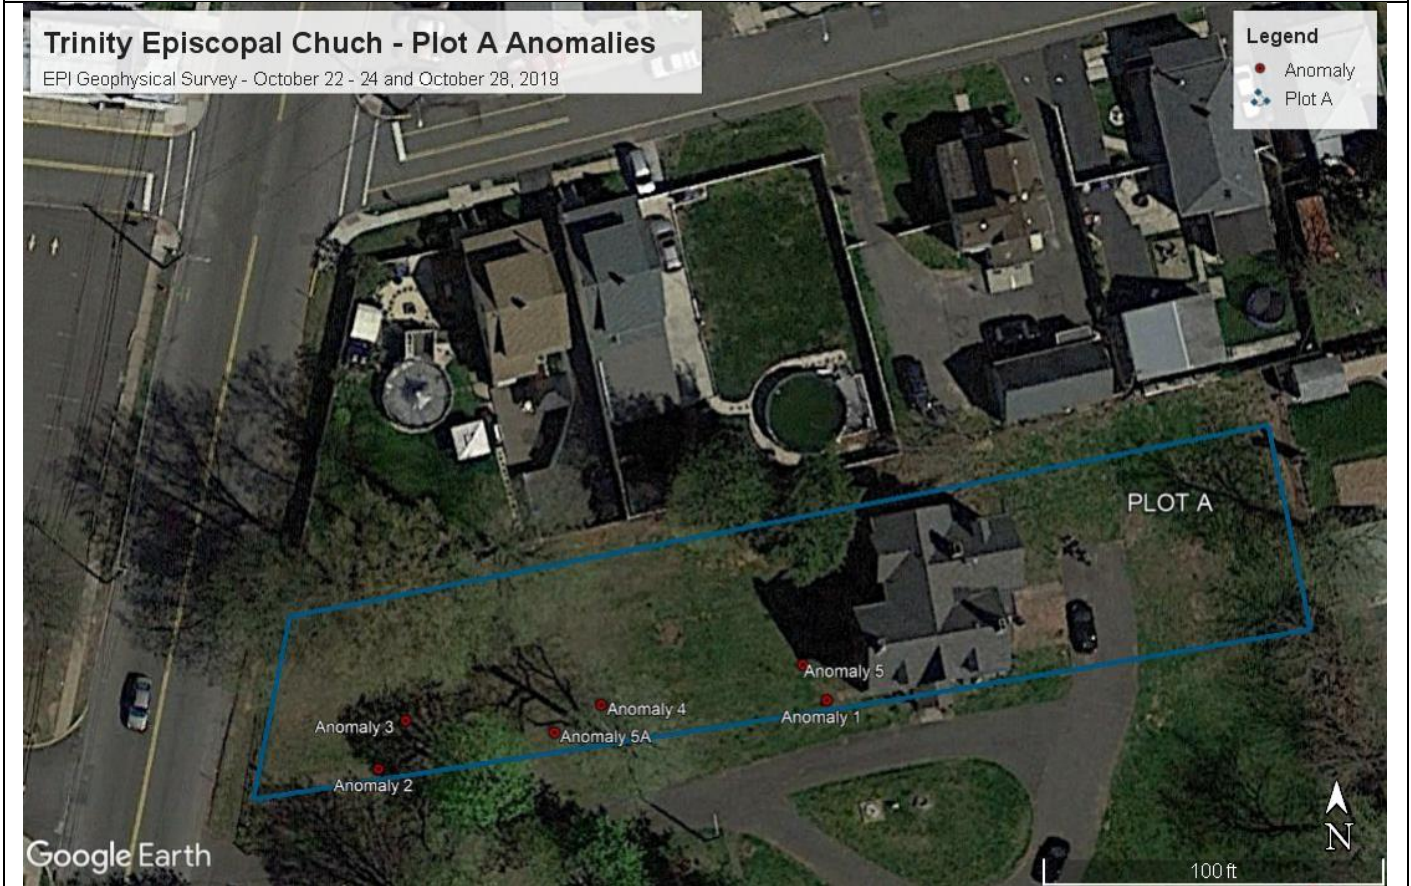 Trinity Episcopal Chuch - Plot A Anomalies
EPI Geophysical Survey - October 22 - 24 and October 28, 2019
Legend
Anomaly
Plot A
PLOT A
Anomaly 5
Anomaly 4
Anomaly 1
Anomaly 3
Anomaly 5A
Anomaly 2
N
Google Earth
100 ft